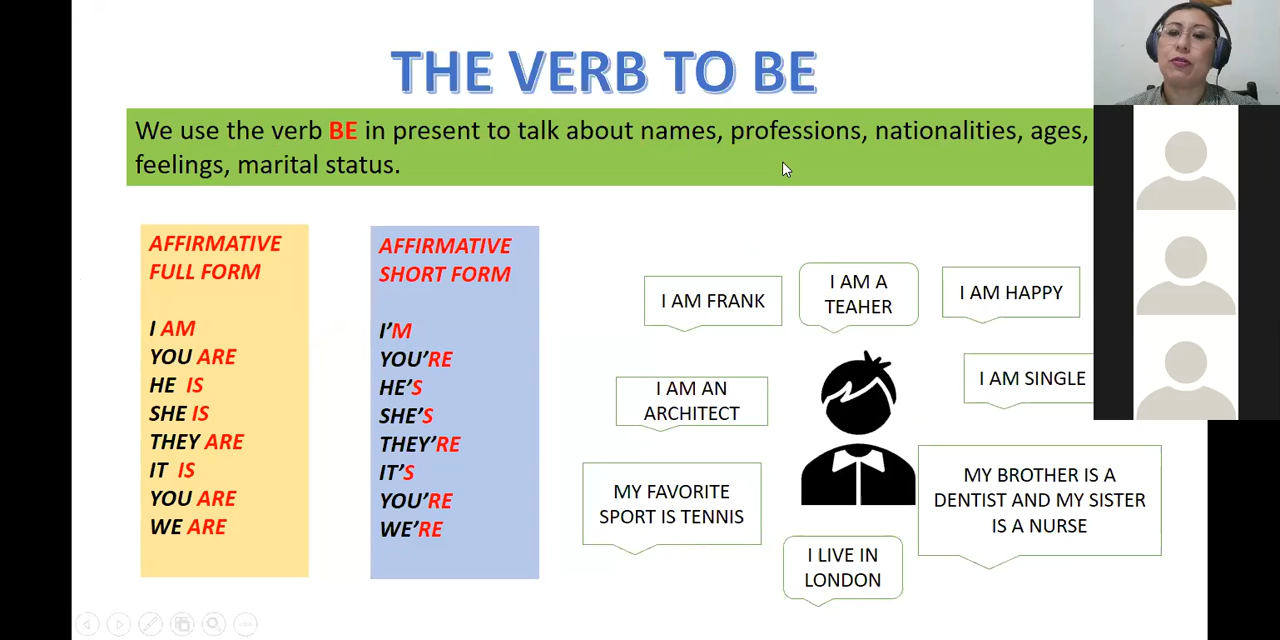 THE VERB TO BE
We use the verb BE in present to talk about names, professions, nationalities, ages,
feelings, marital status.
AFFIRMATIVE
FULL FORM
I AM
YOU ARE
HE IS
SHE IS
THEY ARE
IT IS
YOU ARE
WE ARE
AFFIRMATIVE
SHORT FORM
I'M
YOU'RE
HE'S
SHE'S
THEY'RE
IT'S
YOU'RE
WE'RE
I AM FRANK
I AM A
TEAHER
I AM HAPPY
I AM AN
ARCHITECT
I AM SINGLE
MY FAVORITE
SPORT IS TENNIS
MY BROTHER IS A
DENTIST AND MY SISTER
IS A NURSE
I LIVE IN
LONDON